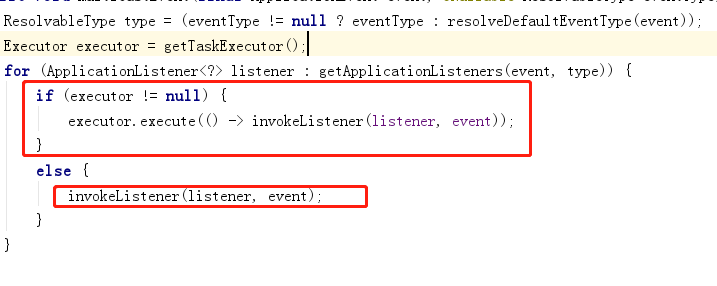 ResolvableType type = (eventType != null ? eventType : resolveDefaultEventType(event));
Executor executor = getTaskExecutor();
for (ApplicationListener<?> listener : getApplicationListeners(event, type)) {
if (executor != null) {
executor.execute(() -> invokeListener(listener, event));
}
else {
invokeListener(listener, event);
}
}